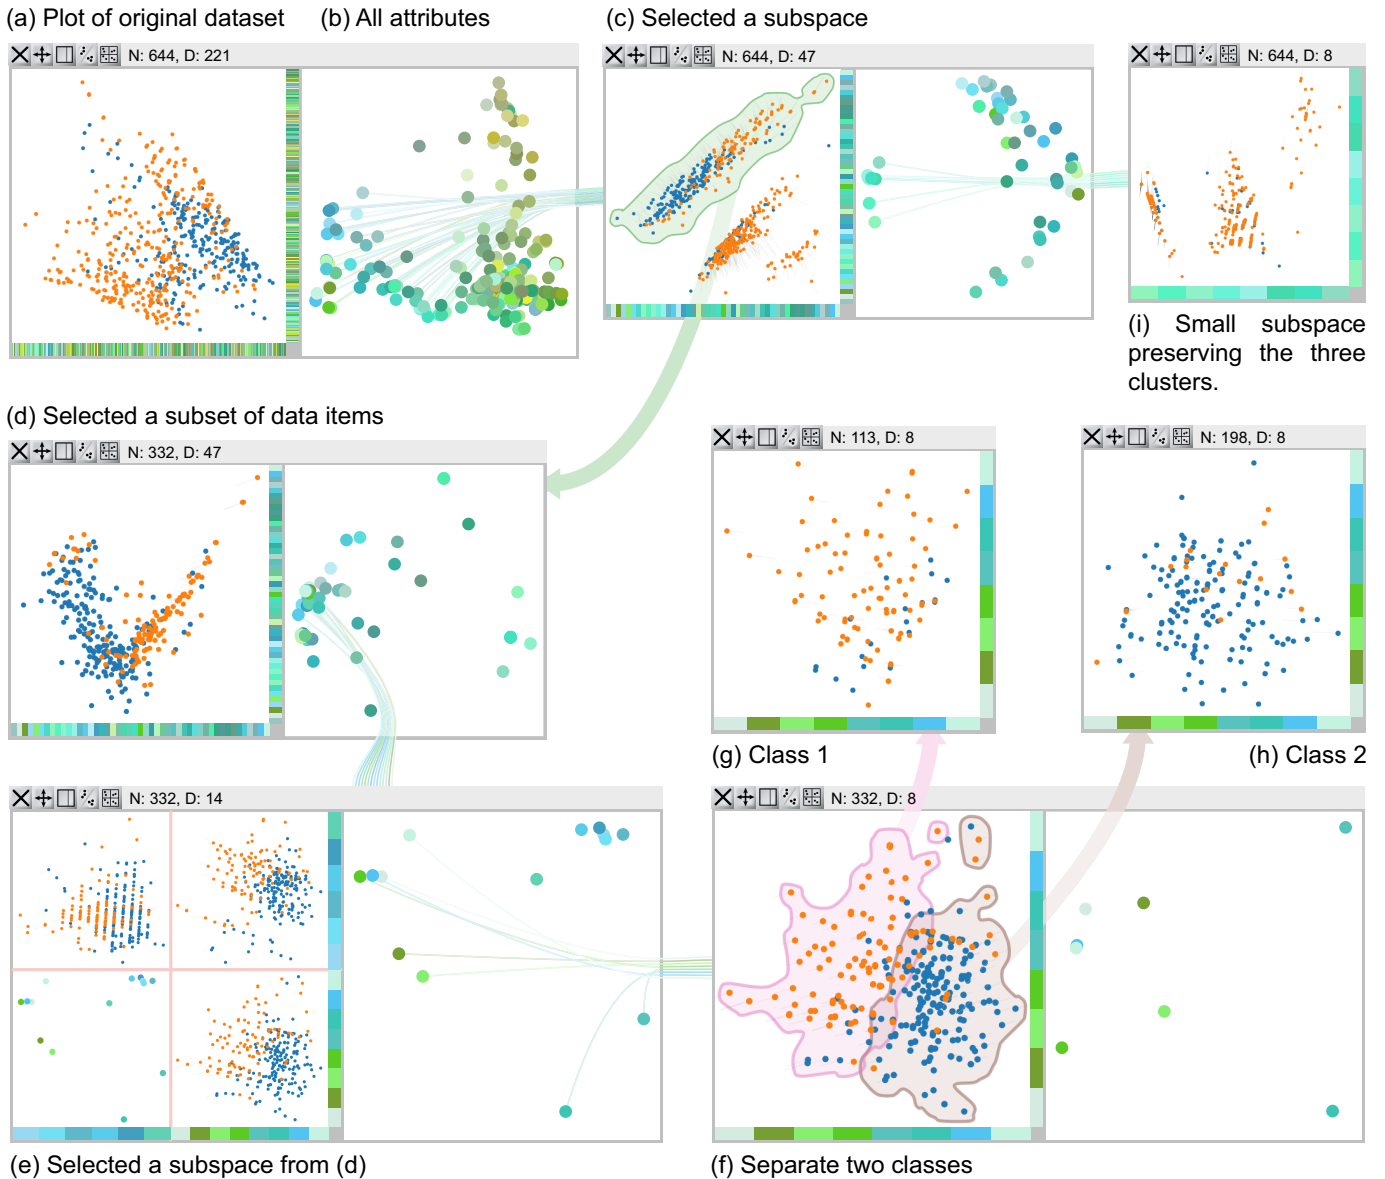 (a) Plot of original dataset
(b) All attributes
(c) Selected a subspace
N: 644, D: 221
N: 644, D: 47
N: 644, D: 8
(i) Small subspace
preserving the three
clusters.
(d) Selected a subset of data items
N: 332, D: 47
N: 113, D: 8
N: 198, D: 8
(g) Class 1
(h) Class 2
N: 332, D: 14
N: 332, D: 8
(e) Selected a subspace from (d)
(f) Separate two classes